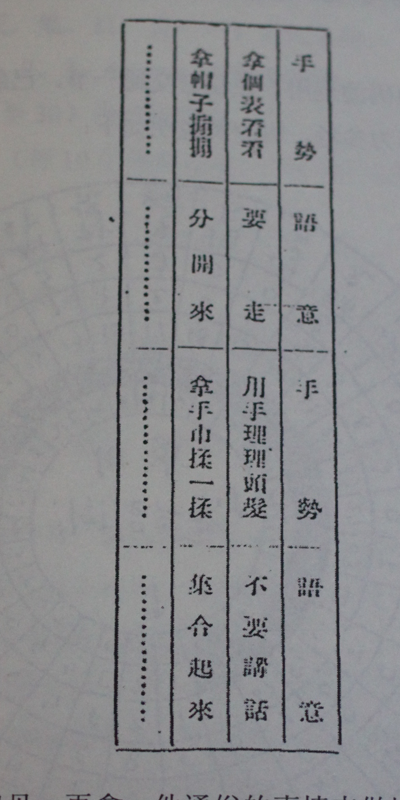 手勢 語意 手勢 語意
拿個表看看 要走 用手理理頭髮 不要講話
拿帽子搧搧 分開來 拿手巾揉一揉 集合起來
……… ……… ……… ………